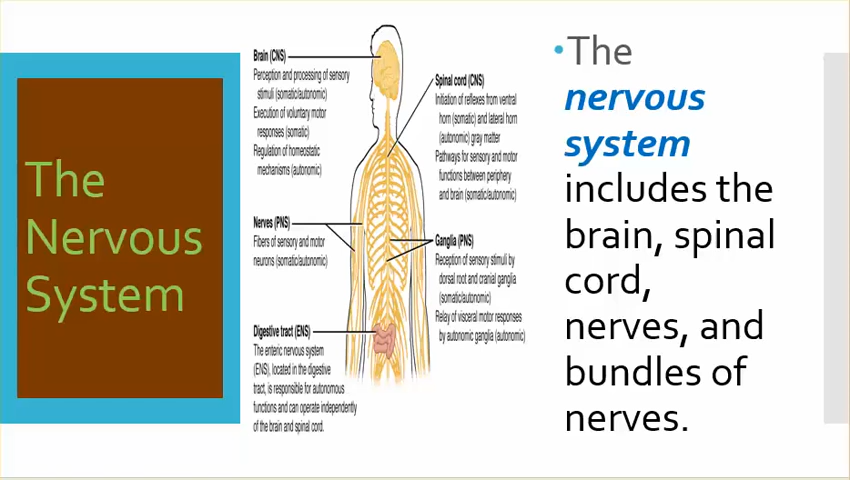 The
Nervous
System
Brain (CNS)
Perception and processing of sensory
stimuli (somatic/autonomic)
Execution of voluntary motor
responses (somatic)
Regulation of homeostatic
mechanisms (autonomic)
Spinal cord (CNS)
Initiation of reflexes from ventral
horn (somatic) and lateral horn
(autonomic) gray matter
Pathways for sensory and motor
functions between periphery
and brain (somatic/autonomic)
Nerves (PNS)
Fibers of sensory and motor
neurons (somatic/autonomic)
Ganglia (PNS)
Reception of sensory stimuli by
dorsal root and cranial ganglia
(somatic/autonomic)
Relay of visceral motor responses
by autonomic ganglia (autonomic)
Digestive tract (ENS)
The enteric nervous system
(ENS), located in the digestive
tract, is responsible for autonomous
functions and can operate independently
of the brain and spinal cord.
•The
nervous
system
includes the
brain, spinal
cord,
nerves, and
bundles of
nerves.